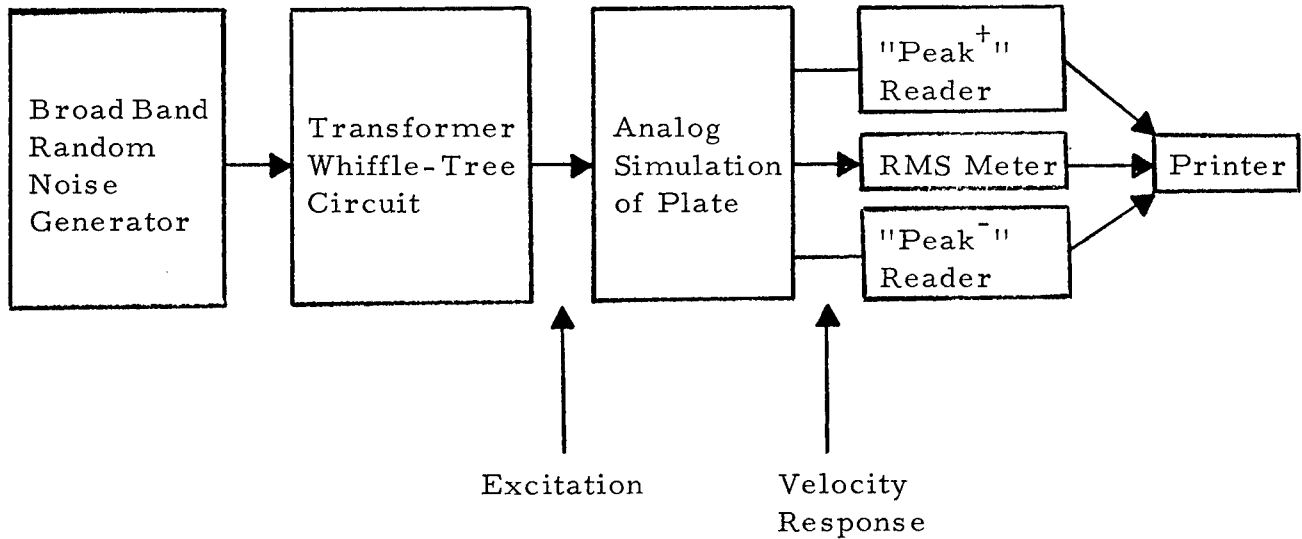 Broad Band
Random
Noise
Generator
Transformer
Whiffle-Tree
Circuit
Analog
Simulation
of Plate
"Peak⁺"
Reader
RMS Meter
"Peak⁻"
Reader
Printer
Excitation
Velocity
Response